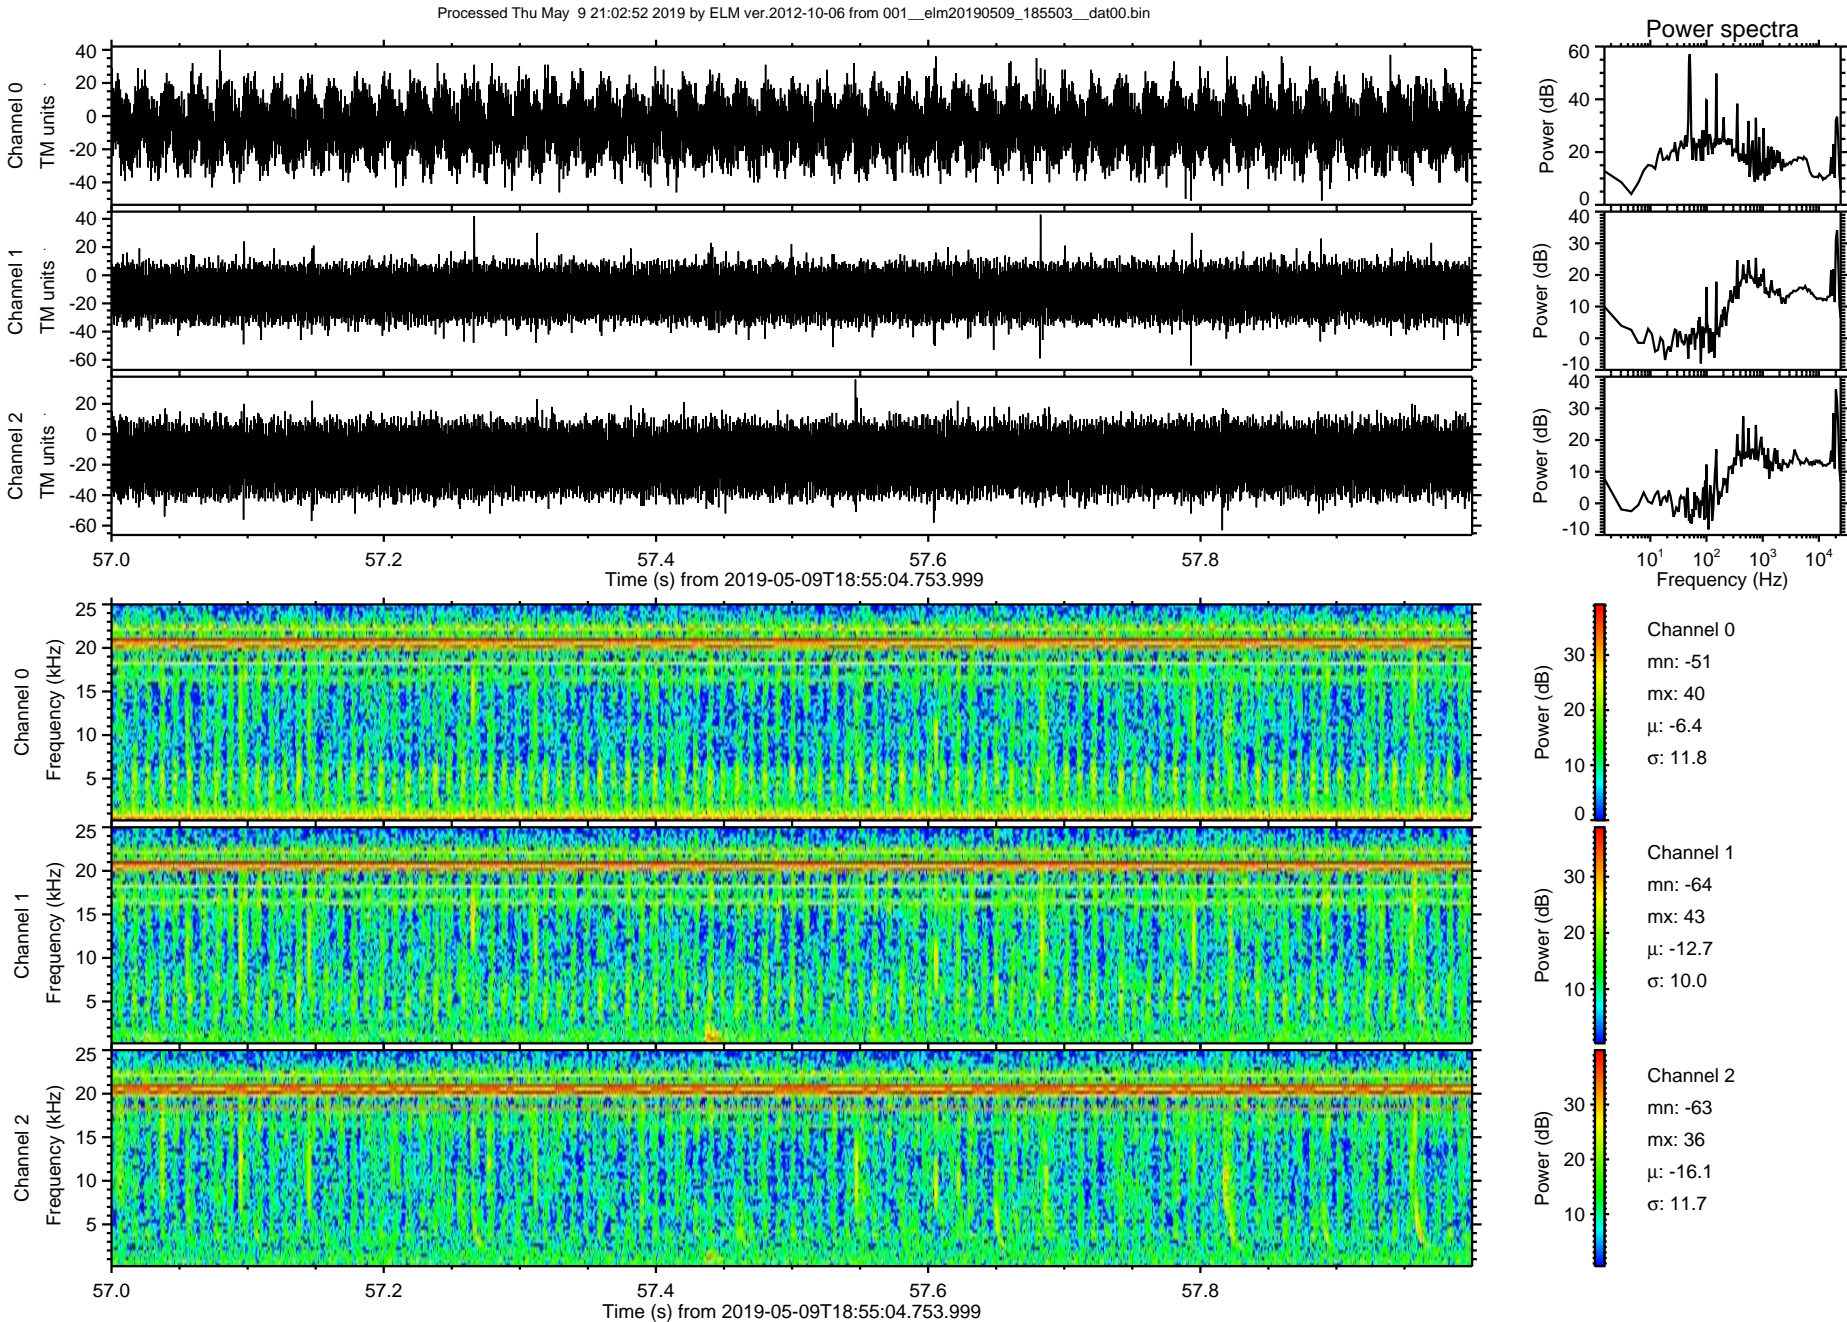 Processed Thu May  9 21:02:52 2019 by ELM ver.2012-10-06 from 001__elm20190509_185503__dat00.bin
Power spectra
Channel 0
TM units
40
20
0
-20
-40
Power (dB)
60
40
20
0
Channel 1
TM units
40
20
0
-20
-40
-60
Power (dB)
40
30
20
10
0
-10
Channel 2
TM units
20
0
-20
-40
-60
Power (dB)
40
30
20
10
0
-10
57.0 57.2 57.4 57.6 57.8
Time (s) from 2019-05-09T18:55:04.753.999
10^1 10^2 10^3 10^4
Frequency (Hz)
Channel 0
Frequency (kHz)
25
20
15
10
5
Power (dB)
30
20
10
0
Channel 0
mn: -51
mx: 40
μ: -6.4
σ: 11.8
Channel 1
Frequency (kHz)
25
20
15
10
5
Power (dB)
30
20
10
Channel 1
mn: -64
mx: 43
μ: -12.7
σ: 10.0
Channel 2
Frequency (kHz)
25
20
15
10
5
Power (dB)
30
20
10
Channel 2
mn: -63
mx: 36
μ: -16.1
σ: 11.7
57.0 57.2 57.4 57.6 57.8
Time (s) from 2019-05-09T18:55:04.753.999